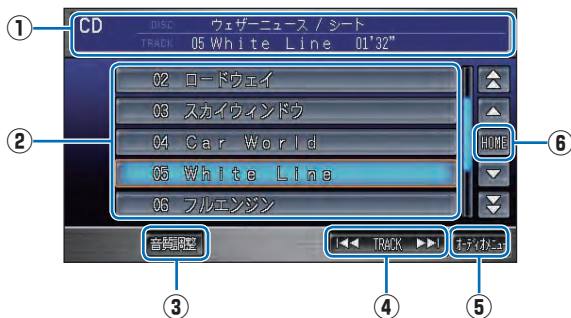 ①
CD DISC ウェザーニュース / シート
TRACK 05 White Line 01'32"
②
02 ロードウェイ
03 スカイウィンドウ
04 Car World
05 White Line
06 フルエンジン
HOME
⑥
音質調整
TRACK
オーディオメニュー
③
④
⑤